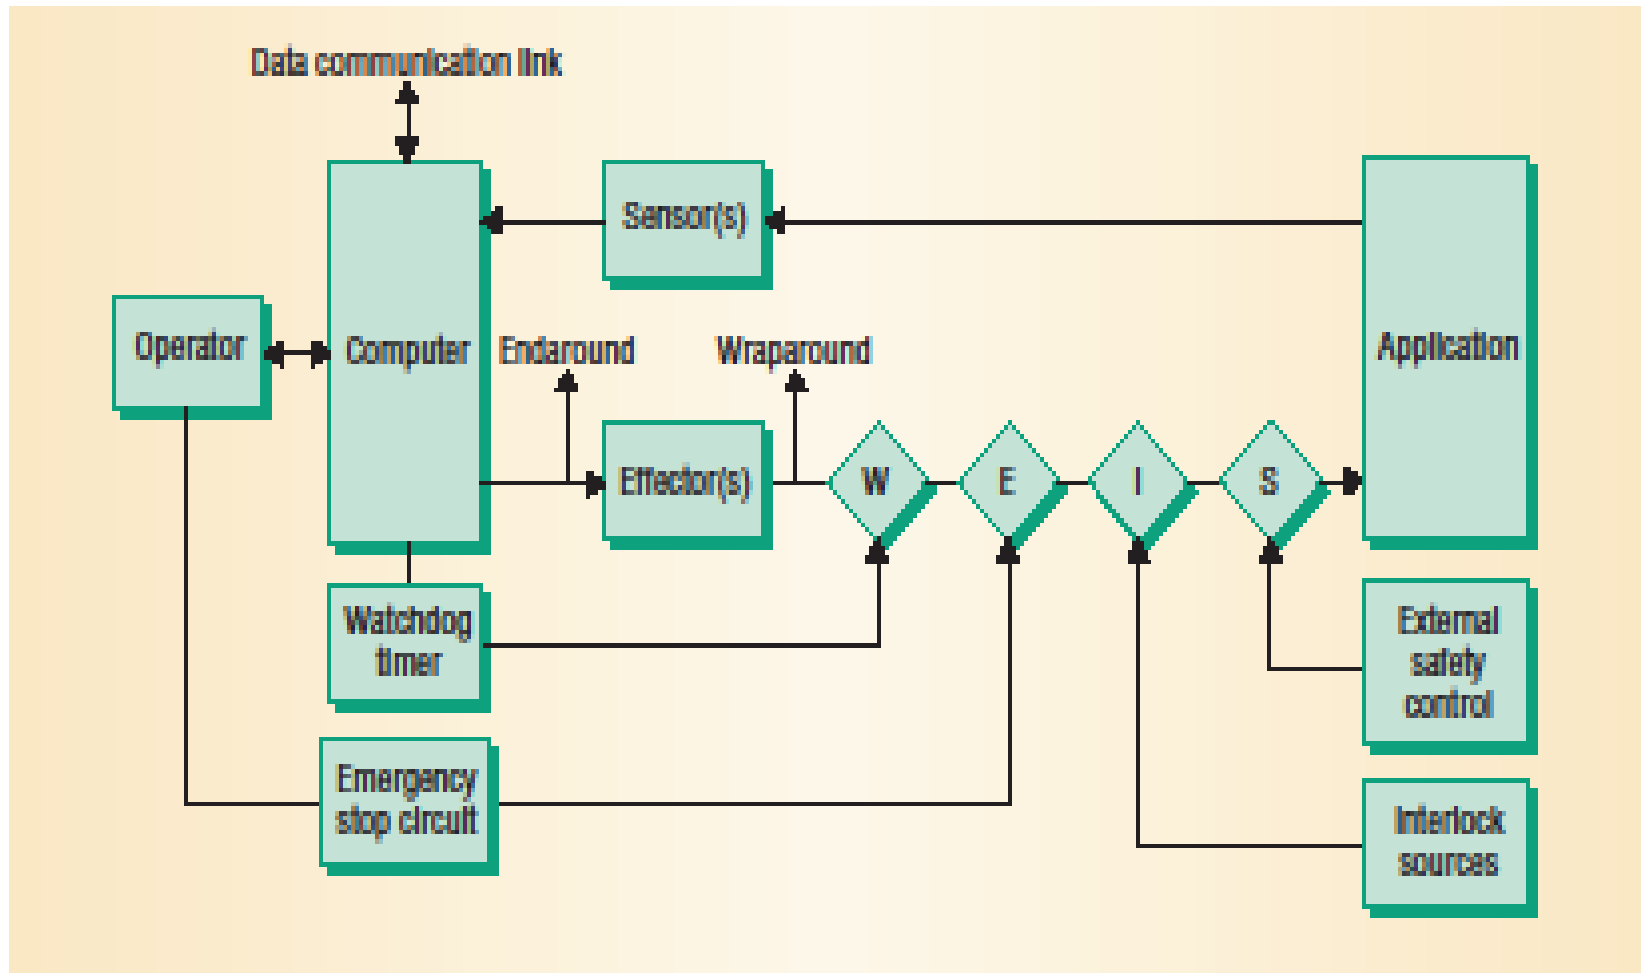 Data communication link
Sensor(s)
Operator
Computer
Endaround
Wraparound
Application
Effector(s)
W
E
I
S
Watchdog
timer
External
safety
control
Emergency
stop circuit
Interlock
sources